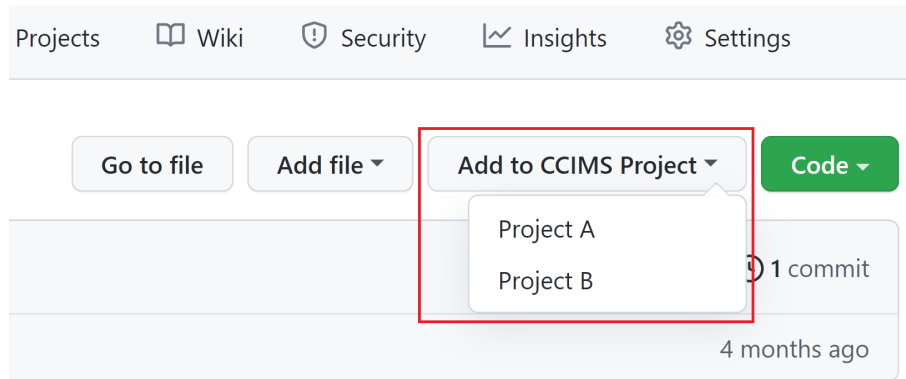 Projects Wiki Security Insights Settings
Go to file Add file Add to CCIMS Project Code
Project A
1 commit
Project B
4 months ago